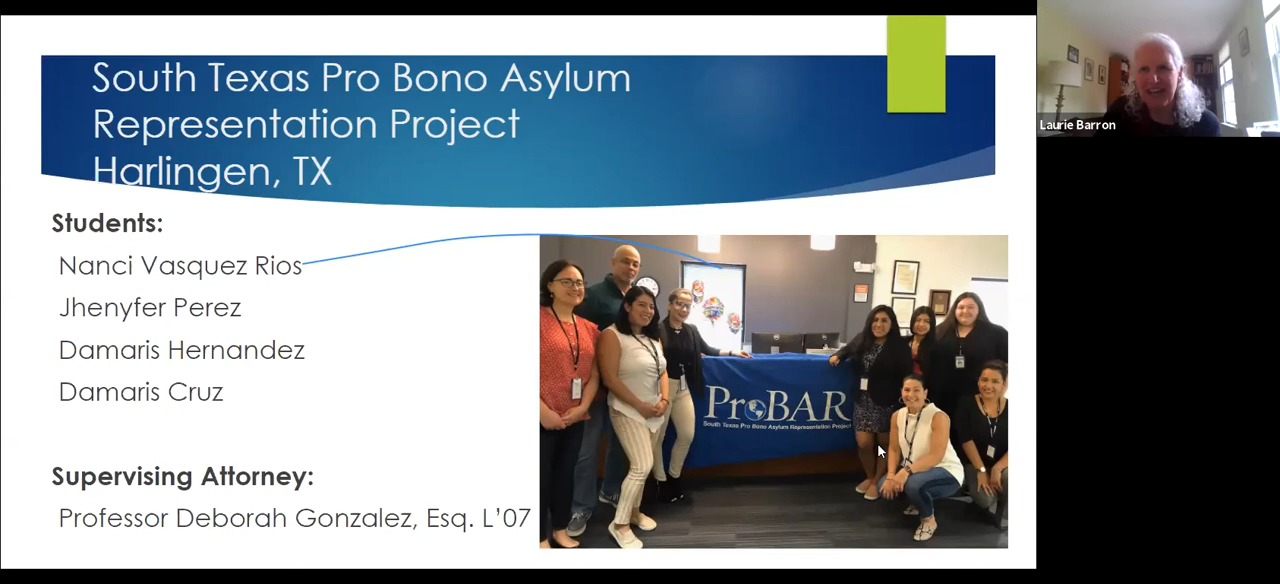 South Texas Pro Bono Asylum
Representation Project
Harlingen, TX
Laurie Barron
Students:
Nanci Vasquez Rios
Jhenyfer Perez
Damaris Hernandez
Damaris Cruz
ProBAR
South Texas Pro Bono Asylum Representation Project
Supervising Attorney:
Professor Deborah Gonzalez, Esq. L’07